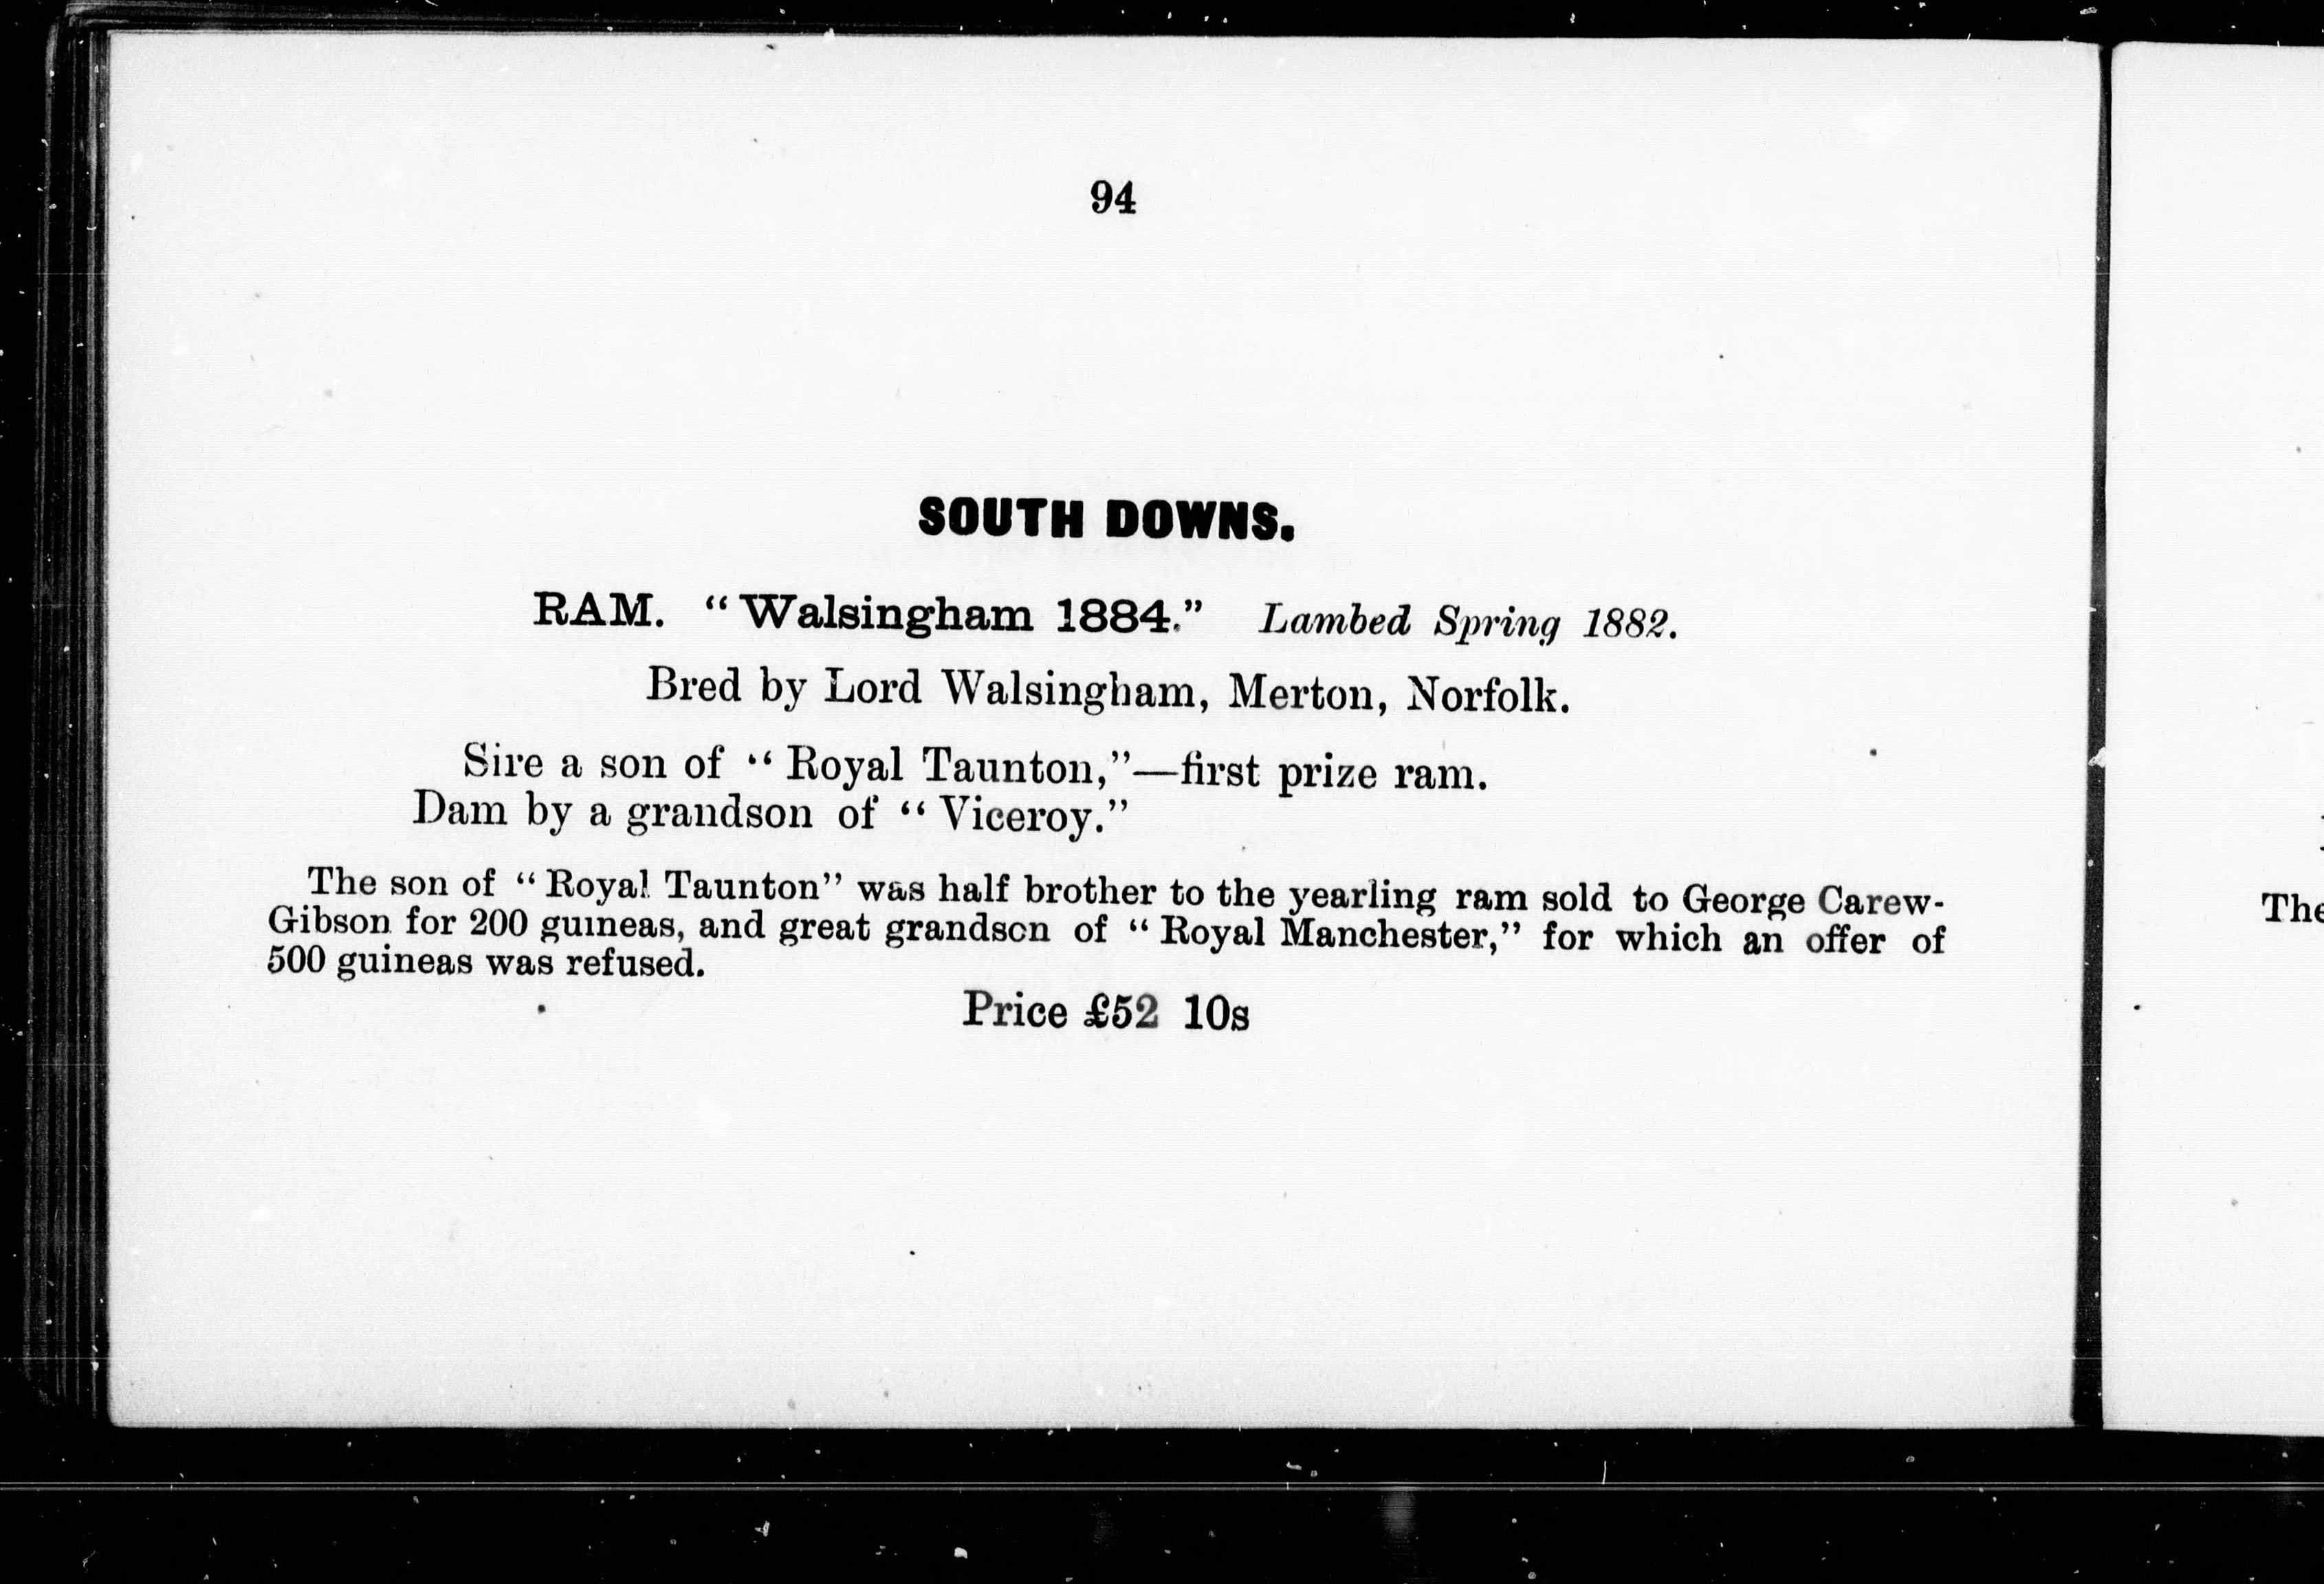 94
SOUTH DOWNS.
RAM. "Walsingham 1884." Lambed Spring 1882.
Bred by Lord Walsingham, Merton, Norfolk.
Sire a son of "Royal Taunton,"—first prize ram.
Dam by a grandson of "Viceroy."
The son of "Royal Taunton" was half brother to the yearling ram sold to George Carew-
Gibson for 200 guineas, and great grandson of "Royal Manchester," for which an offer of
500 guineas was refused.
Price £52 10s
The